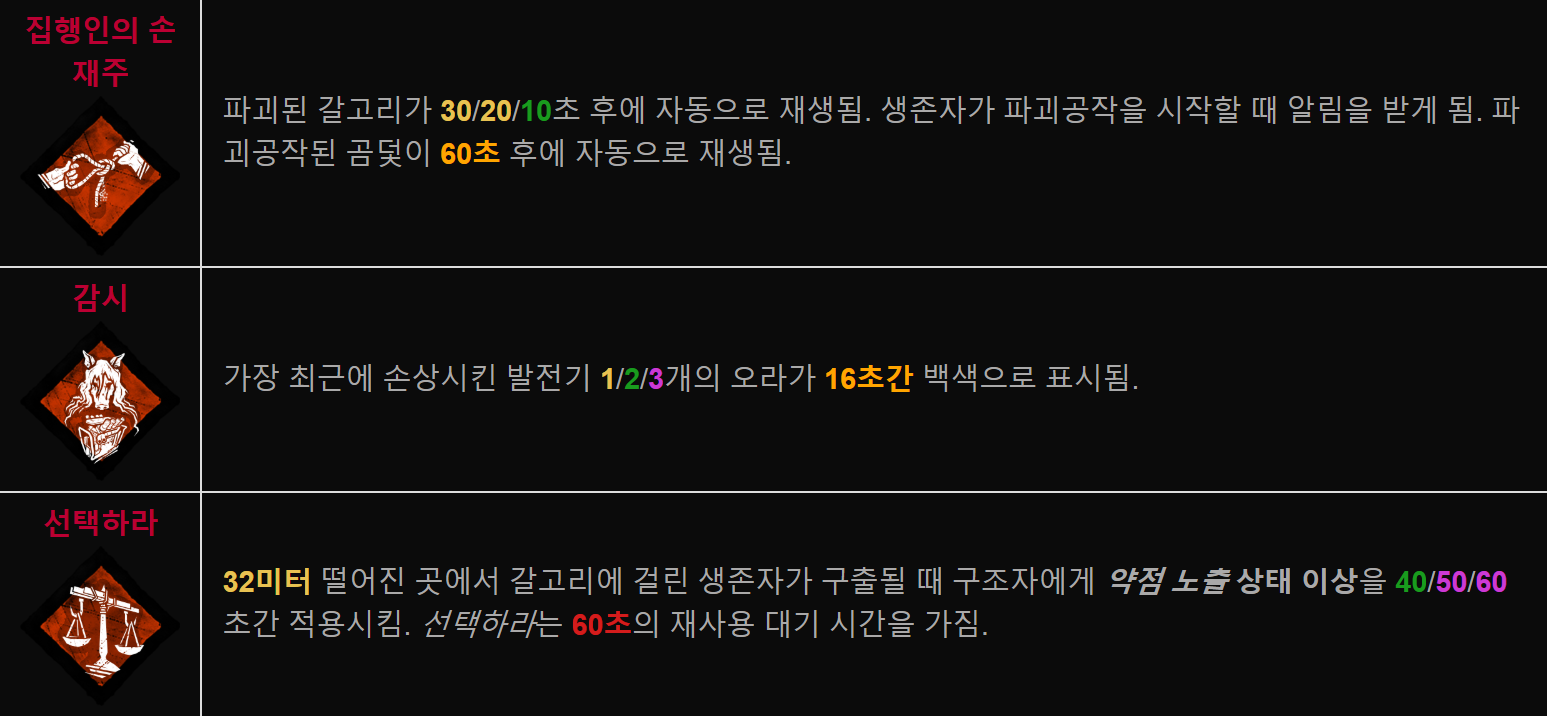 집행인의 손
재주
파괴된 갈고리가 30/20/10초 후에 자동으로 재생됨. 생존자가 파괴공작을 시작할 때 알림을 받게 됨. 파
괴공작된 곰덫이 60초 후에 자동으로 재생됨.
감시
가장 최근에 손상시킨 발전기 1/2/3개의 오라가 16초간 백색으로 표시됨.
선택하라
32미터 떨어진 곳에서 갈고리에 걸린 생존자가 구출될 때 구조자에게 약점 노출 상태 이상을 40/50/60
초간 적용시킴. 선택하라는 60초의 재사용 대기 시간을 가짐.